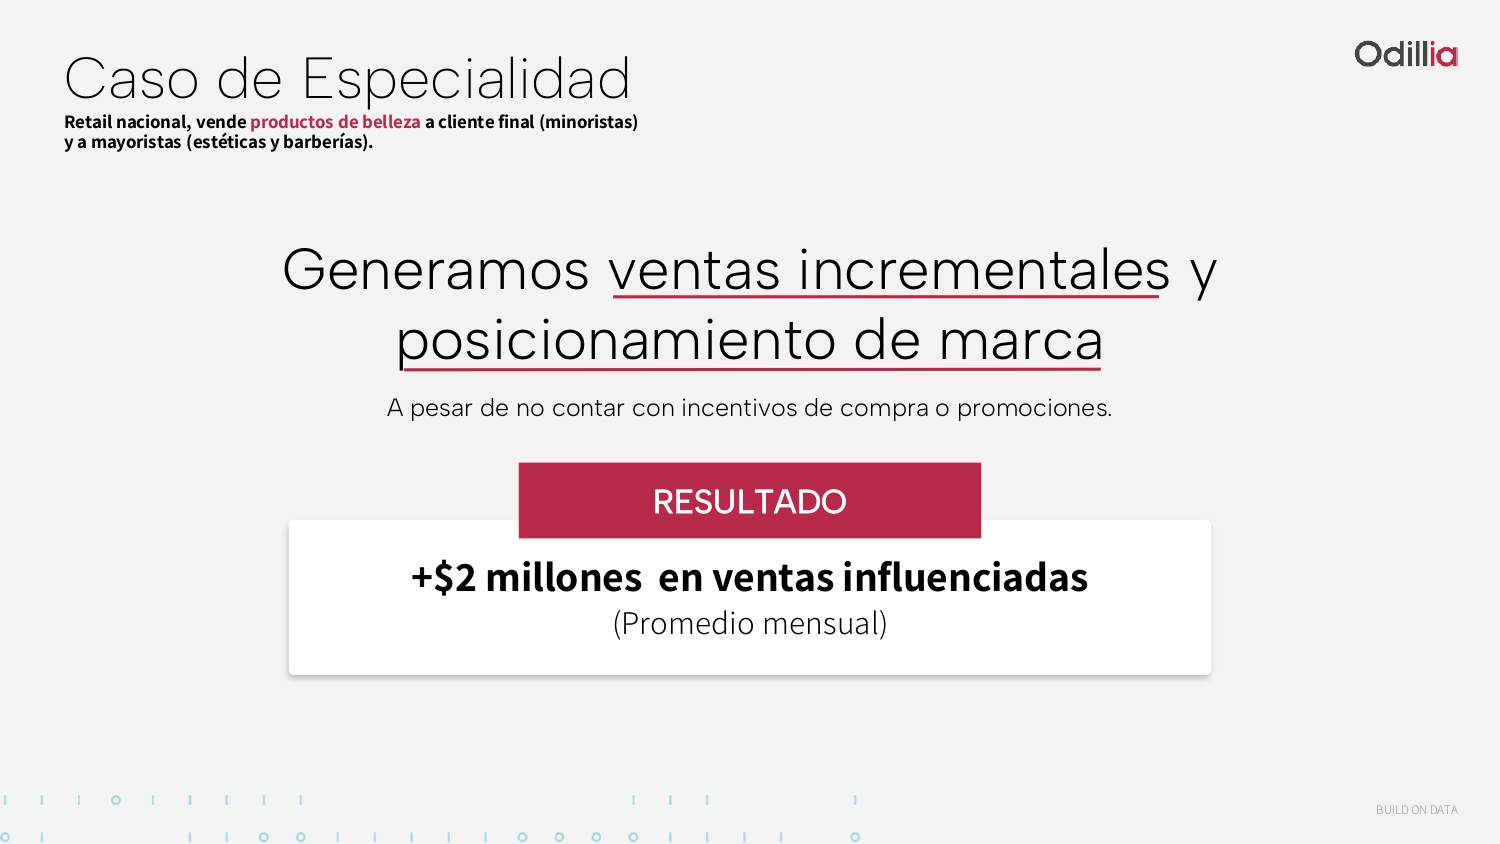 Caso de Especialidad
Odillia
Retail nacional, vende productos de belleza a cliente final (minoristas)
y a mayoristas (estéticas y barberías).
Generamos ventas incrementales y
posicionamiento de marca
A pesar de no contar con incentivos de compra o promociones.
RESULTADO
+$2 millones en ventas influenciadas
(Promedio mensual)
BUILD ON DATA